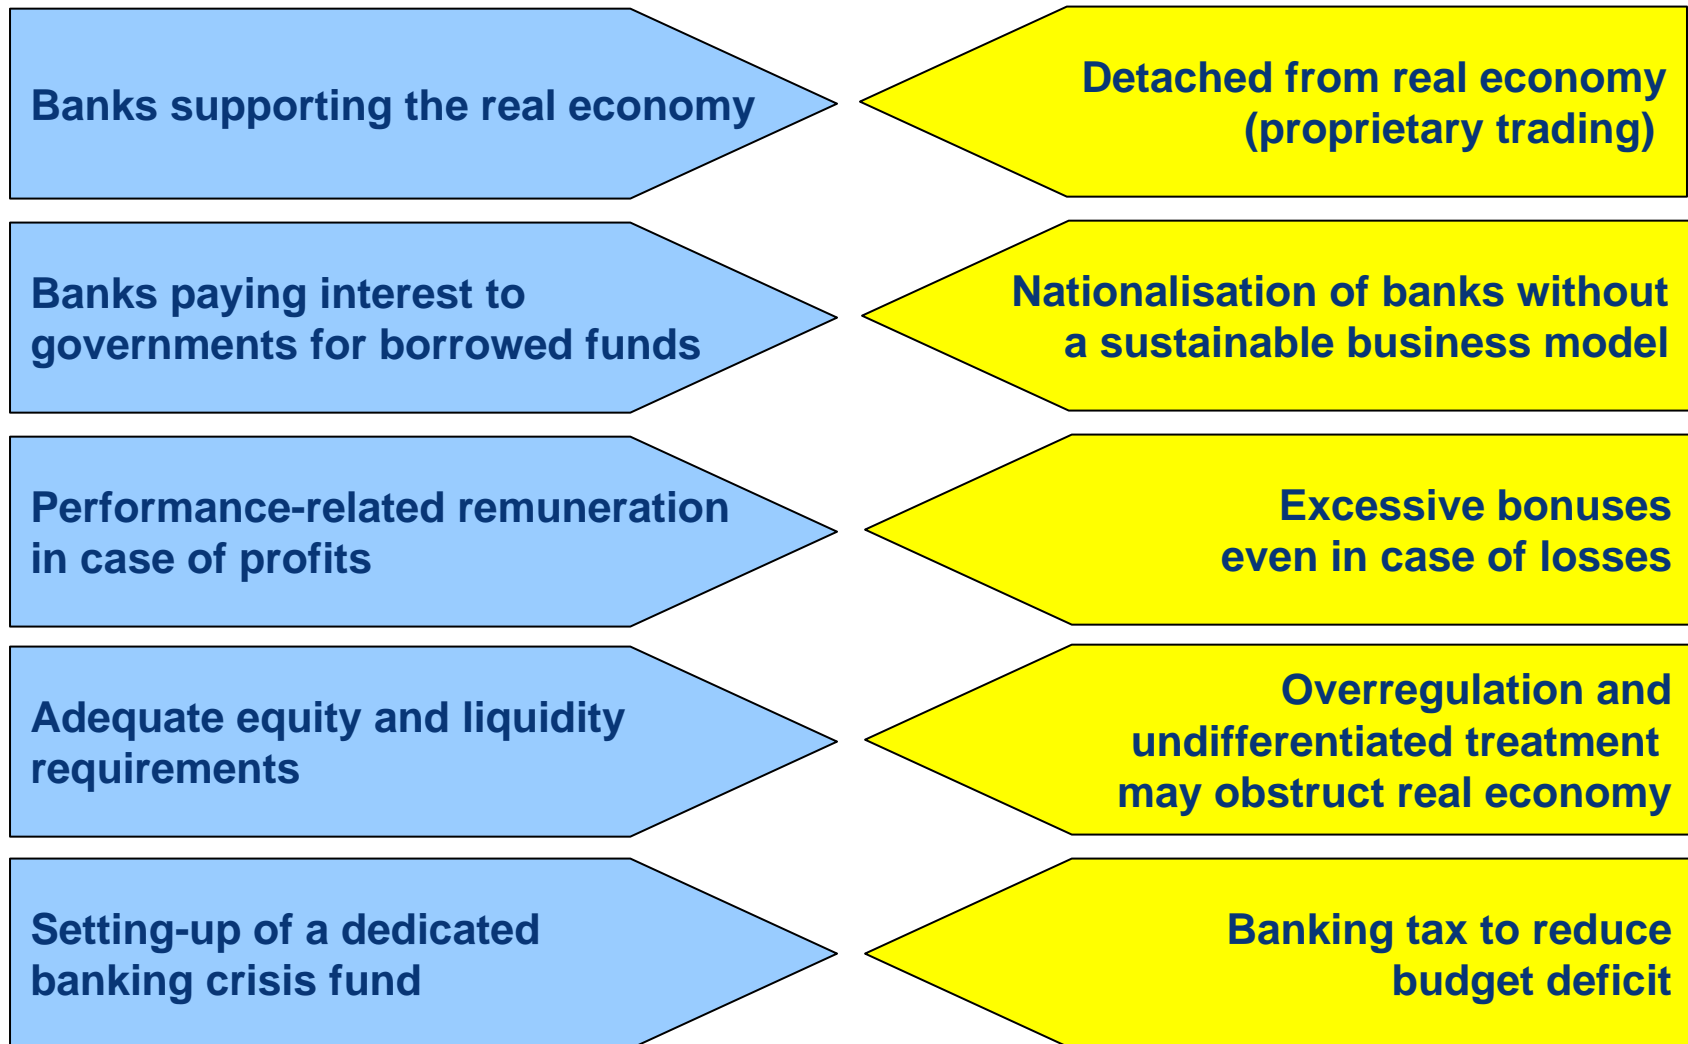 Banks supporting the real economy
Detached from real economy
(proprietary trading)
Banks paying interest to
governments for borrowed funds
Nationalisation of banks without
a sustainable business model
Performance-related remuneration
in case of profits
Excessive bonuses
even in case of losses
Adequate equity and liquidity
requirements
Overregulation and
undifferentiated treatment
may obstruct real economy
Setting-up of a dedicated
banking crisis fund
Banking tax to reduce
budget deficit